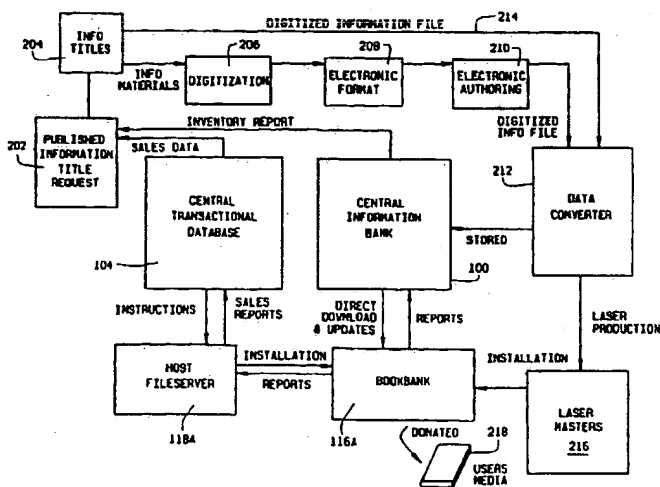 DIGITIZED INFORMATION FILE
214
204
INFO
TITLES
206
208
210
INFO
MATERIALS
DIGITIZATION
ELECTRONIC
FORMAT
ELECTRONIC
AUTHORING
INVENTORY REPORT
SALES DATA
DIGITIZED
INFO FILE
202
PUBLISHED
INFORMATION
TITLE
REQUEST
212
CENTRAL
TRANSACTIONAL
DATABASE
104
CENTRAL
INFORMATION
BANK
100
DATA
CONVERTER
STORED
INSTRUCTIONS
SALES
REPORTS
DIRECT
DOWNLOAD
& UPDATES
REPORTS
LASER
PRODUCTION
HOST
FILESERVER
118A
INSTALLATION
REPORTS
BOOKBANK
116A
INSTALLATION
LASER
MASTERS
216
DONATED
218
USERS
MEDIA